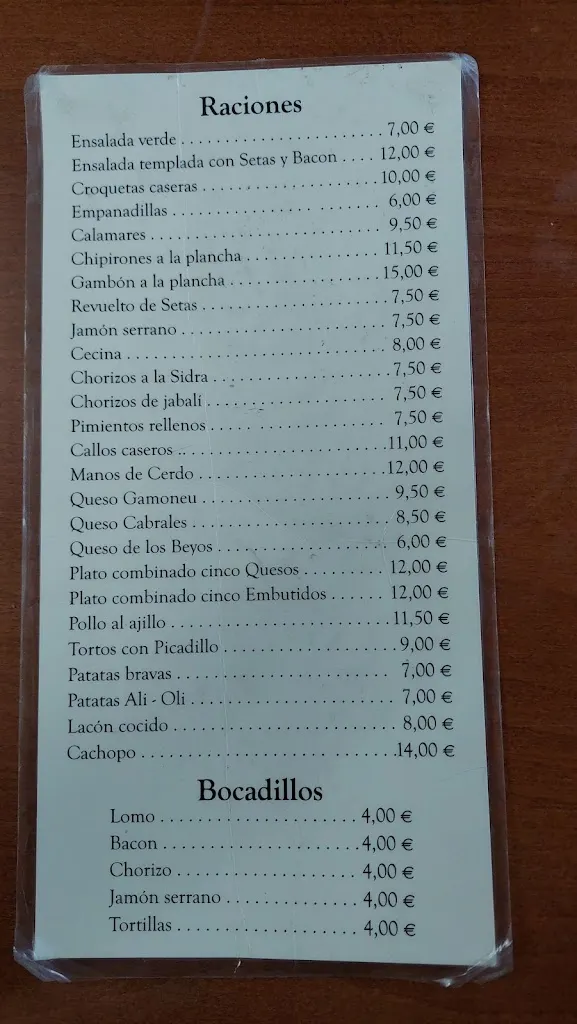 Raciones
Ensalada verde . . . . . . . . . . . . . . . . . . . . . . . 7,00 €
Ensalada templada con Setas y Bacon . . . . 12,00 €
Croquetas caseras . . . . . . . . . . . . . . . . . . . . 10,00 €
Empanadillas . . . . . . . . . . . . . . . . . . . . . . . 6,00 €
Calamares . . . . . . . . . . . . . . . . . . . . . . . . . 9,50 €
Chipirones a la plancha . . . . . . . . . . . . . . . 11,50 €
Gambón a la plancha . . . . . . . . . . . . . . . . . 15,00 €
Revuelto de Setas . . . . . . . . . . . . . . . . . . . . 7,50 €
Jamón serrano . . . . . . . . . . . . . . . . . . . . . . 7,50 €
Cecina . . . . . . . . . . . . . . . . . . . . . . . . . . . . 8,00 €
Chorizos a la Sidra . . . . . . . . . . . . . . . . . . . 7,50 €
Chorizos de jabalí . . . . . . . . . . . . . . . . . . . . 7,50 €
Pimientos rellenos . . . . . . . . . . . . . . . . . . . 7,50 €
Callos caseros . . . . . . . . . . . . . . . . . . . . . . 11,00 €
Manos de Cerdo . . . . . . . . . . . . . . . . . . . . 12,00 €
Queso Gamoneu . . . . . . . . . . . . . . . . . . . . 9,50 €
Queso Cabrales . . . . . . . . . . . . . . . . . . . . . 8,50 €
Queso de los Beyos . . . . . . . . . . . . . . . . . . 6,00 €
Plato combinado cinco Quesos . . . . . . . . . 12,00 €
Plato combinado cinco Embutidos . . . . . . 12,00 €
Pollo al ajillo . . . . . . . . . . . . . . . . . . . . . . . 11,50 €
Tortos con Picadillo . . . . . . . . . . . . . . . . . . 9,00 €
Patatas bravas . . . . . . . . . . . . . . . . . . . . . . 7,00 €
Patatas Ali - Oli . . . . . . . . . . . . . . . . . . . . . 7,00 €
Lacón cocido . . . . . . . . . . . . . . . . . . . . . . . 8,00 €
Cachopo . . . . . . . . . . . . . . . . . . . . . . . . . . 14,00 €
Bocadillos
Lomo . . . . . . . . . . . . . . . . . . . . 4,00 €
Bacon . . . . . . . . . . . . . . . . . . . . 4,00 €
Chorizo . . . . . . . . . . . . . . . . . . . 4,00 €
Jamón serrano . . . . . . . . . . . . . 4,00 €
Tortillas . . . . . . . . . . . . . . . . . . 4,00 €